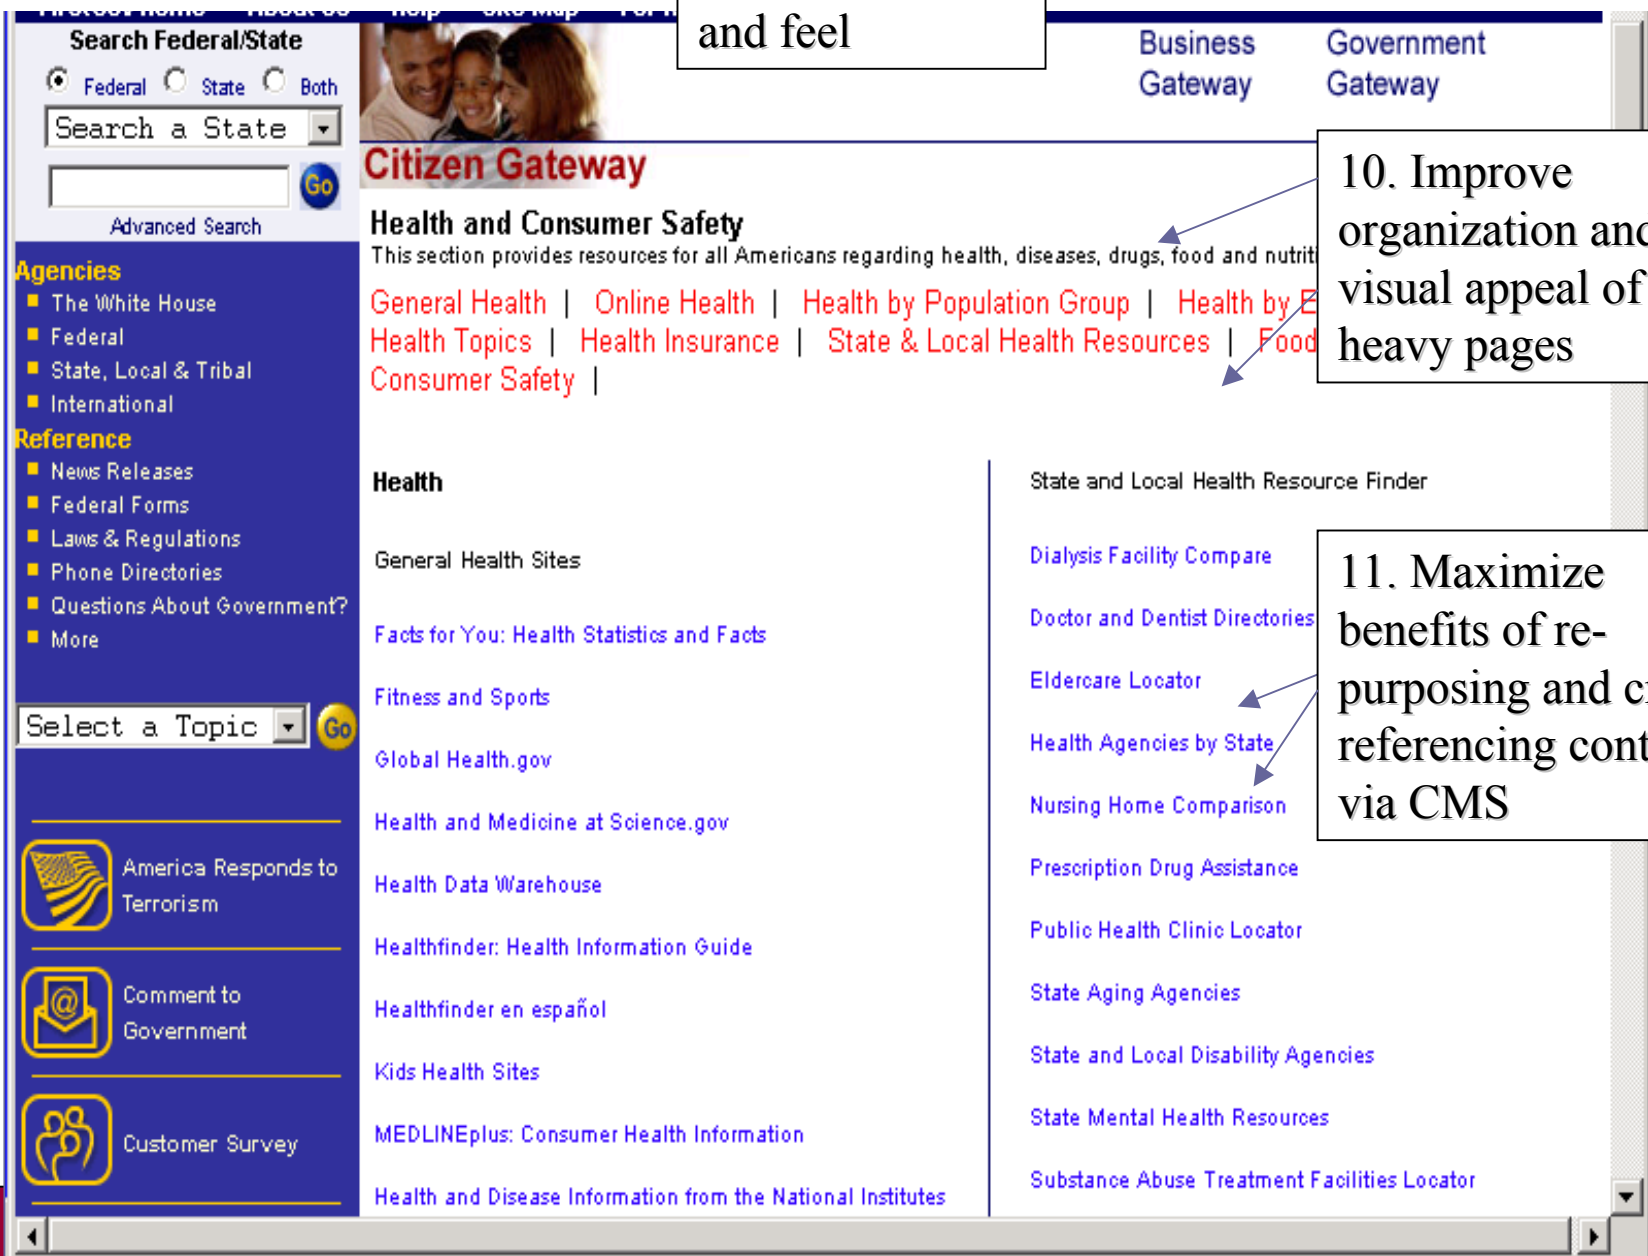 and feel
Search Federal/State
Federal State Both
Search a State
Go
Advanced Search
Agencies
The White House
Federal
State, Local & Tribal
International
Reference
News Releases
Federal Forms
Laws & Regulations
Phone Directories
Questions About Government?
More
Select a Topic Go
America Responds to
Terrorism
Comment to
Government
Customer Survey
Business
Gateway
Government
Gateway
Citizen Gateway
Health and Consumer Safety
This section provides resources for all Americans regarding health, diseases, drugs, food and
General Health | Online Health | Health by Population Group | Health by
Health Topics | Health Insurance | State & Local Health Resources | Food
Consumer Safety |
Health
General Health Sites
Facts for You: Health Statistics and Facts
Fitness and Sports
Global Health.gov
Health and Medicine at Science.gov
Health Data Warehouse
Healthfinder: Health Information Guide
Healthfinder en español
Kids Health Sites
MEDLINEplus: Consumer Health Information
Health and Disease Information from the National Institutes
State and Local Health Resource Finder
Dialysis Facility Compare
Doctor and Dentist Directories
Eldercare Locator
Health Agencies by State
Nursing Home Comparison
Prescription Drug Assistance
Public Health Clinic Locator
State Aging Agencies
State and Local Disability Agencies
State Mental Health Resources
Substance Abuse Treatment Facilities Locator
10. Improve
organization and
visual appeal of
heavy pages
11. Maximize
benefits of re-
purposing and
referencing
via CMS